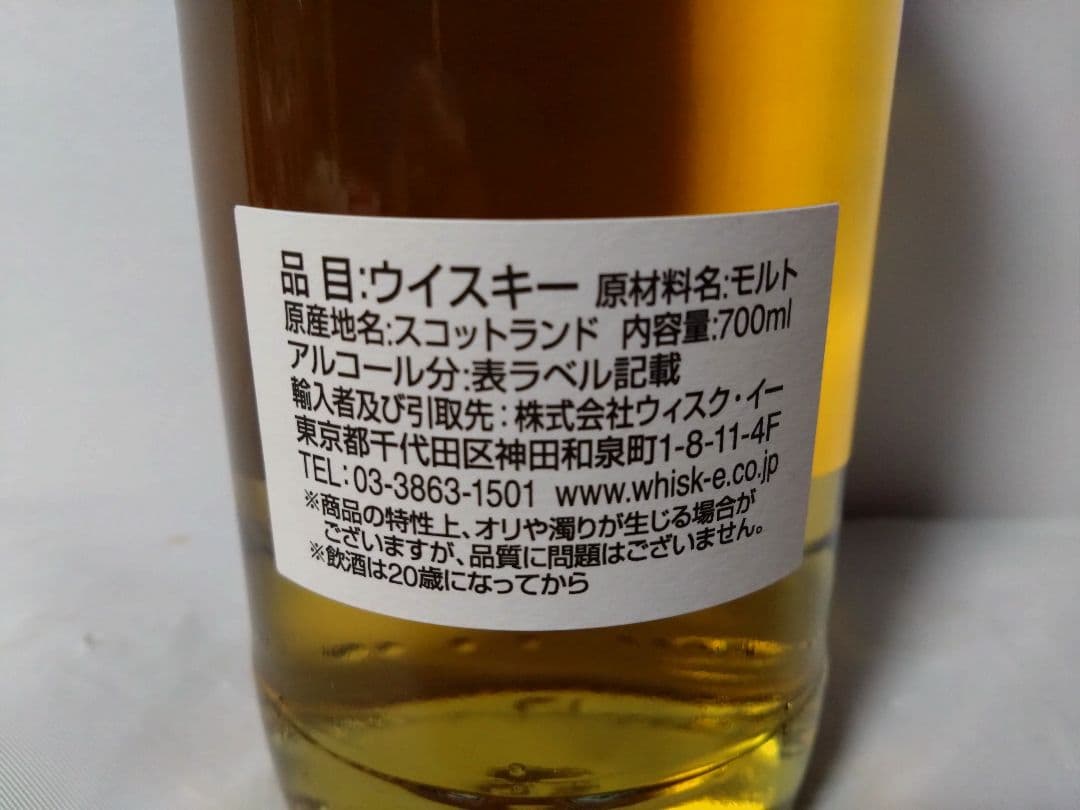 品 目:ウイスキー 原材料名:モルト
原産地名:スコットランド 内容量:700ml
アルコール分:表ラベル記載
輸入者及び引取先:株式会社ウィスク・イー
東京都千代田区神田和泉町1-8-11-4F
TEL:03-3863-1501 www.whisk-e.co.jp
※商品の特性上、オリや濁りが生じる場合が
ございますが、品質に問題はございません。
※飲酒は20歳になってから